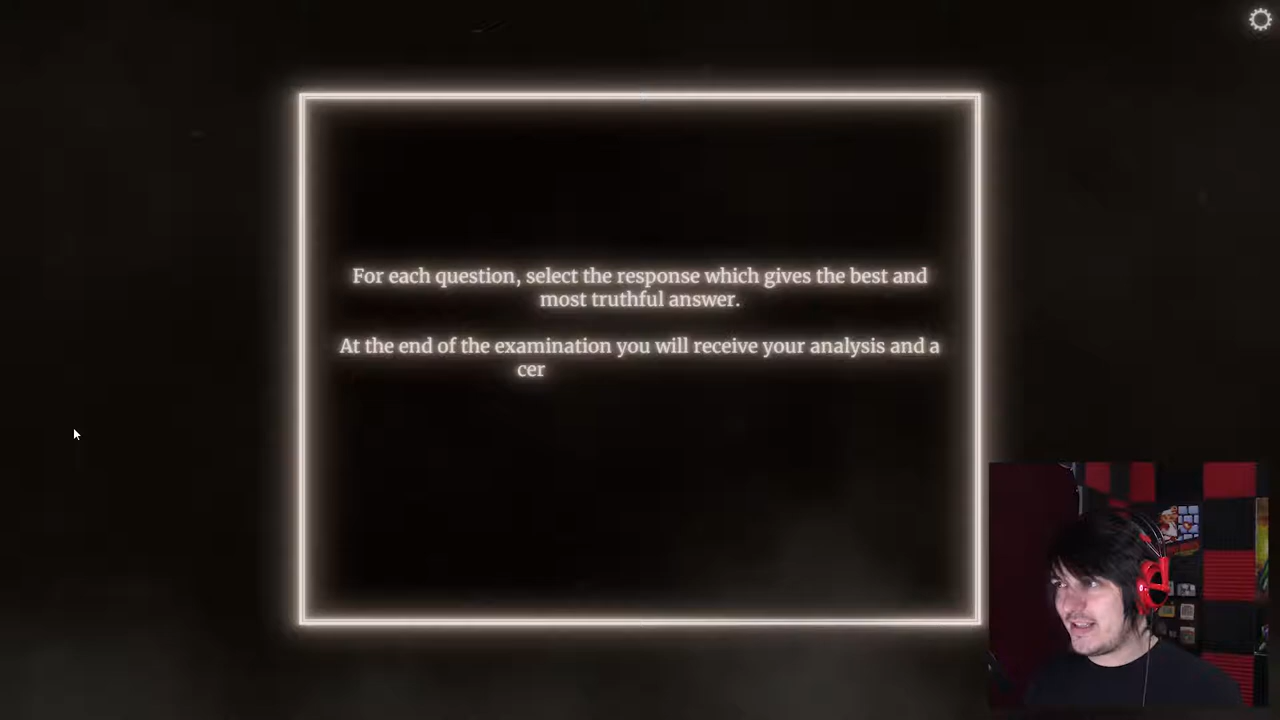 For each question, select the response which gives the best and
most truthful answer.
At the end of the examination you will receive your analysis and a
cer